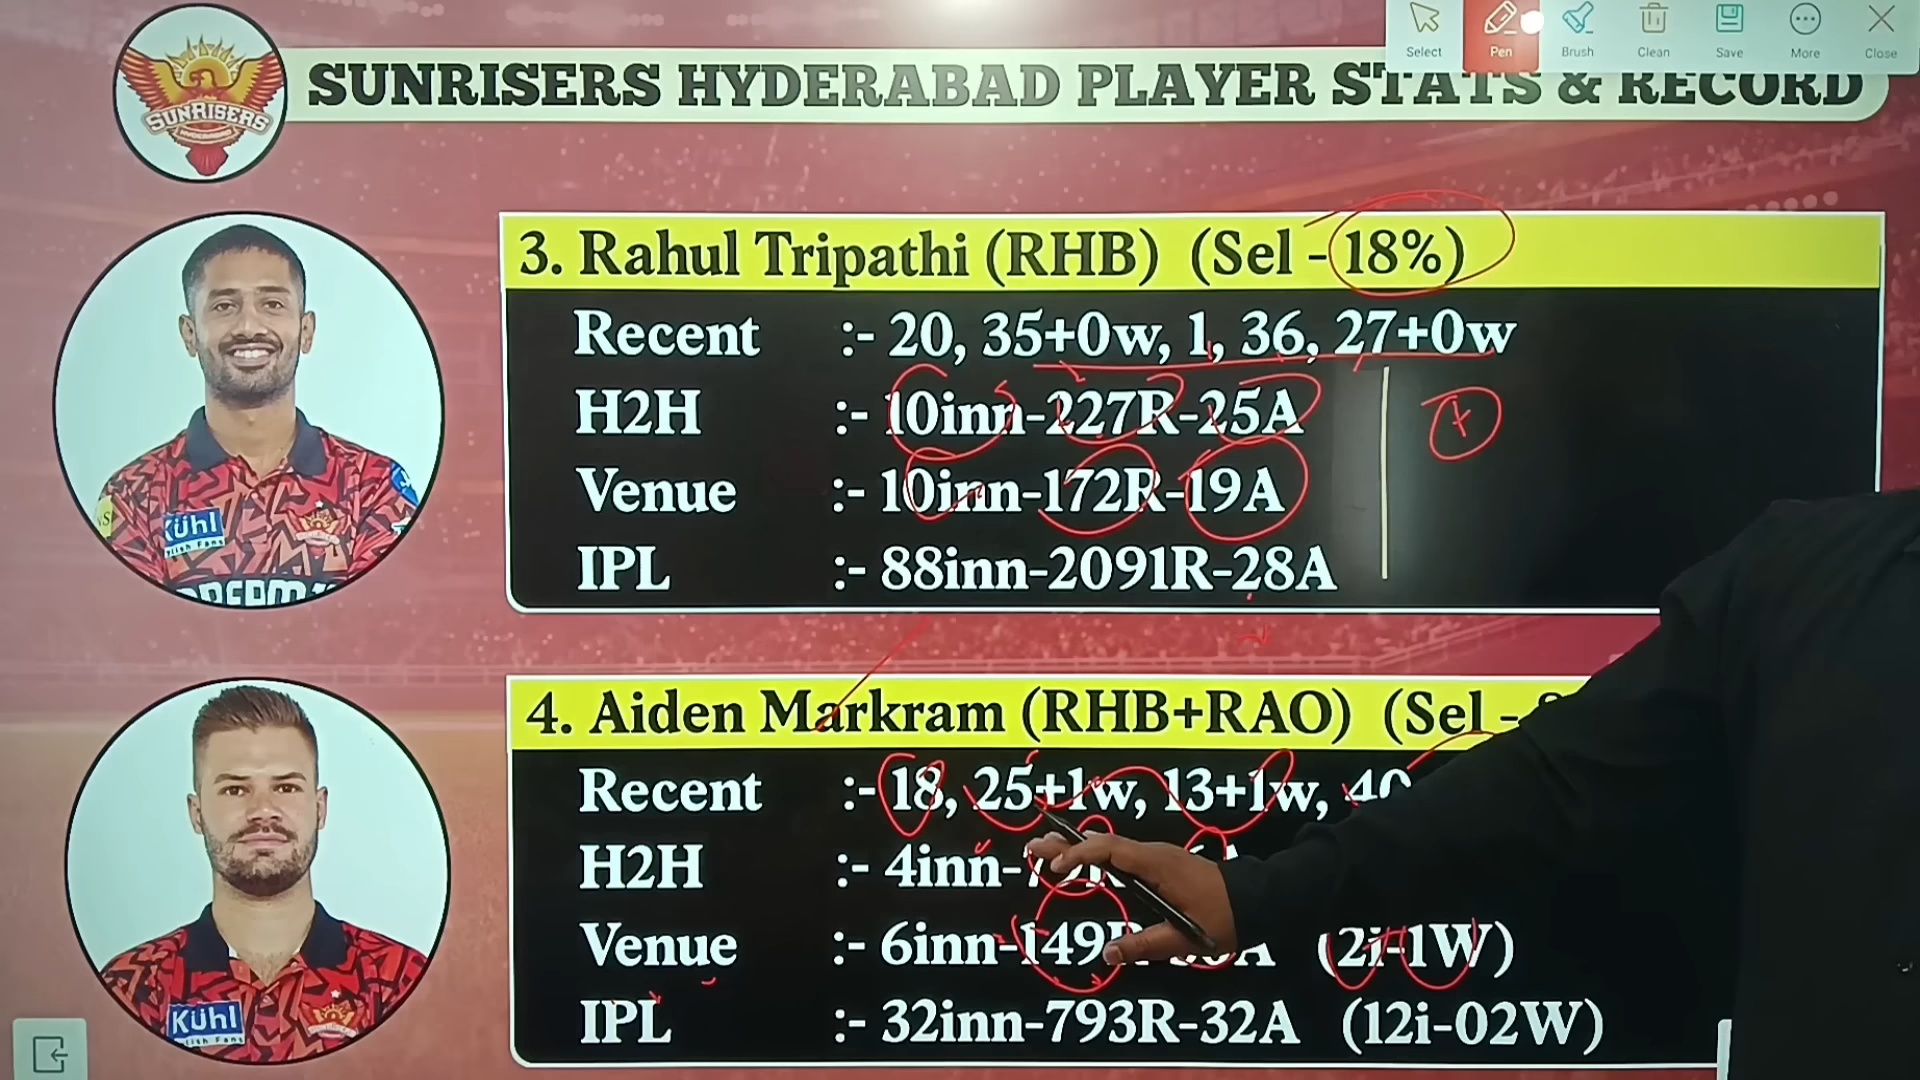 Select Pen Brush Clean Save More Close
SUNRISERS HYDERABAD PLAYER STATS & RECORD
SUNRISERS
HYDERABAD
3. Rahul Tripathi (RHB) (Sel - 18%)
Recent :- 20, 35+0w, 1, 36, 27+0w
H2H :- 10inn-227R-25A
Venue :- 10inn-172R-19A
IPL :- 88inn-2091R-28A
Kühl
4. Aiden Markram (RHB+RAO) (Sel -
Recent :- 18, 25+1w, 13+1w, 40
H2H :- 4inn-
Venue :- 6inn-149R (2i-1W)
IPL :- 32inn-793R-32A (12i-02W)
Kühl